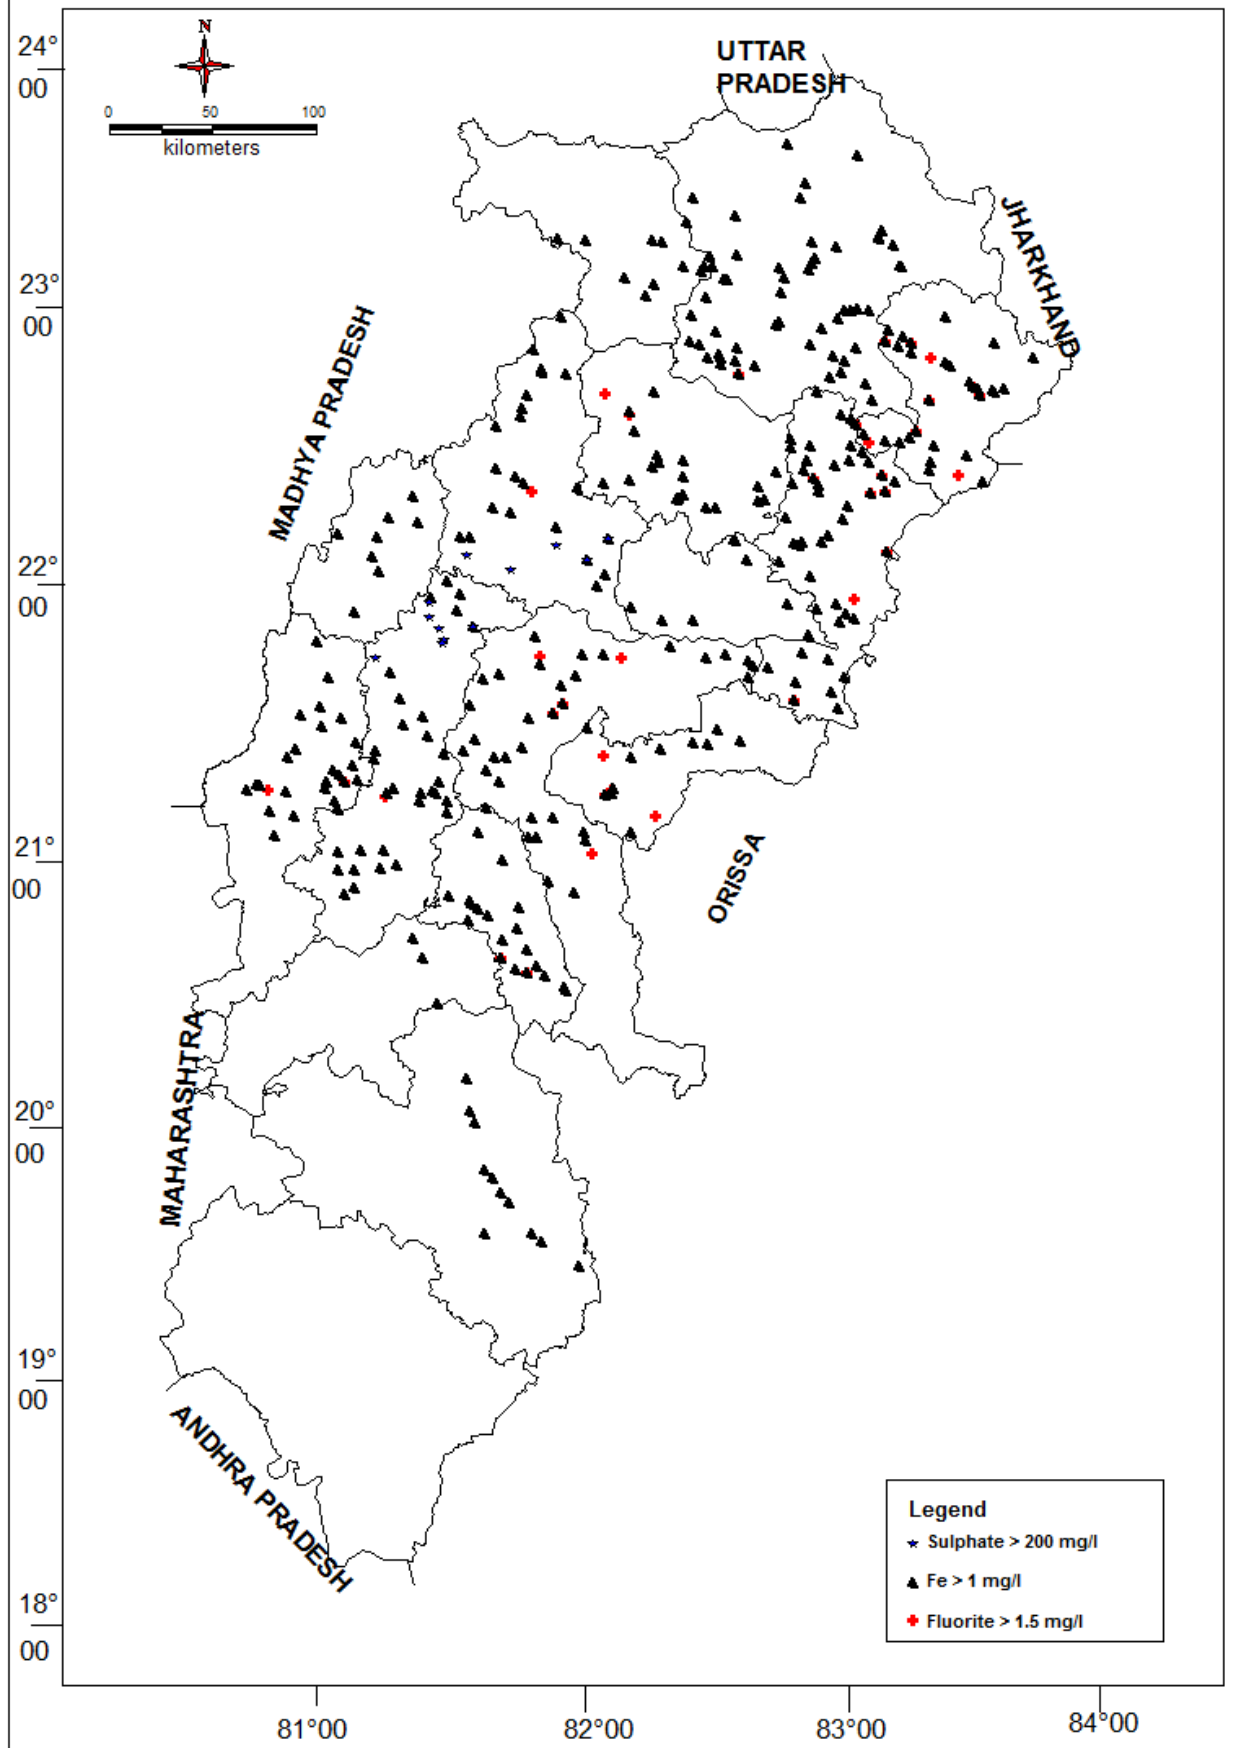 N
0 50 100
kilometers
24°
00
23°
00
22°
00
21°
00
20°
00
19°
00
18°
00
UTTAR
PRADESH
JHARKHAND
MADHYA PRADESH
ORISSA
MAHARASHTRA
ANDHRA PRADESH
Legend
Sulphate > 200 mg/l
Fe > 1 mg/l
Fluorite > 1.5 mg/l
81°00 82°00 83°00 84°00